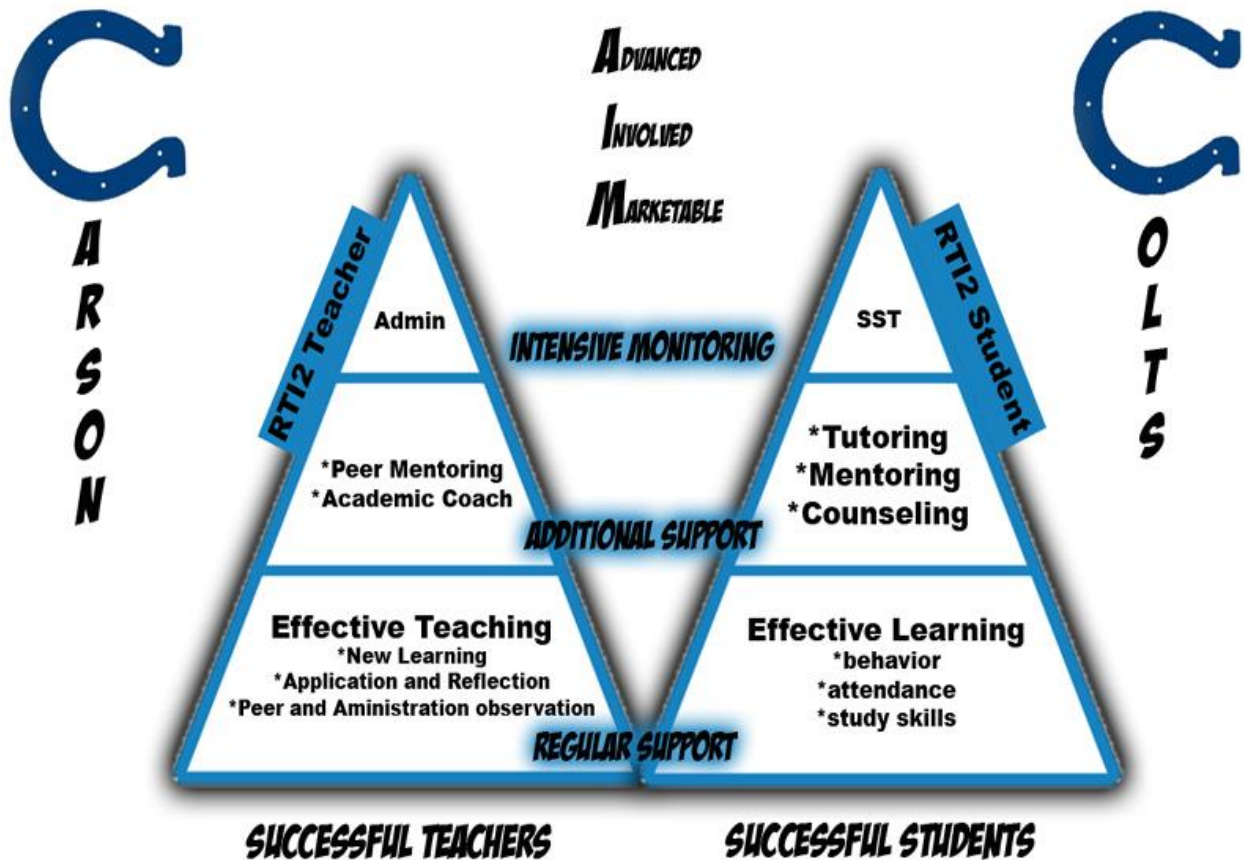 CARSON
COLTS
ADVANCED
INVOLVED
MARKETABLE
RTI2 Teacher
RTI2 Student
Admin
SST
INTENSIVE MONITORING
*Peer Mentoring
*Academic Coach
*Tutoring
*Mentoring
*Counseling
ADDITIONAL SUPPORT
Effective Teaching
*New Learning
*Application and Reflection
*Peer and Aministration observation
Effective Learning
*behavior
*attendance
*study skills
REGULAR SUPPORT
SUCCESSFUL TEACHERS
SUCCESSFUL STUDENTS